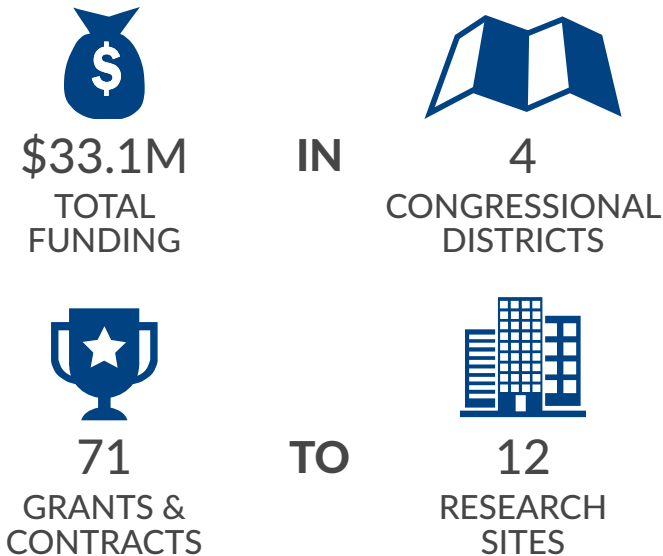 $
$33.1M
TOTAL
FUNDING
IN
4
CONGRESSIONAL
DISTRICTS
71
GRANTS &
CONTRACTS
TO
12
RESEARCH
SITES